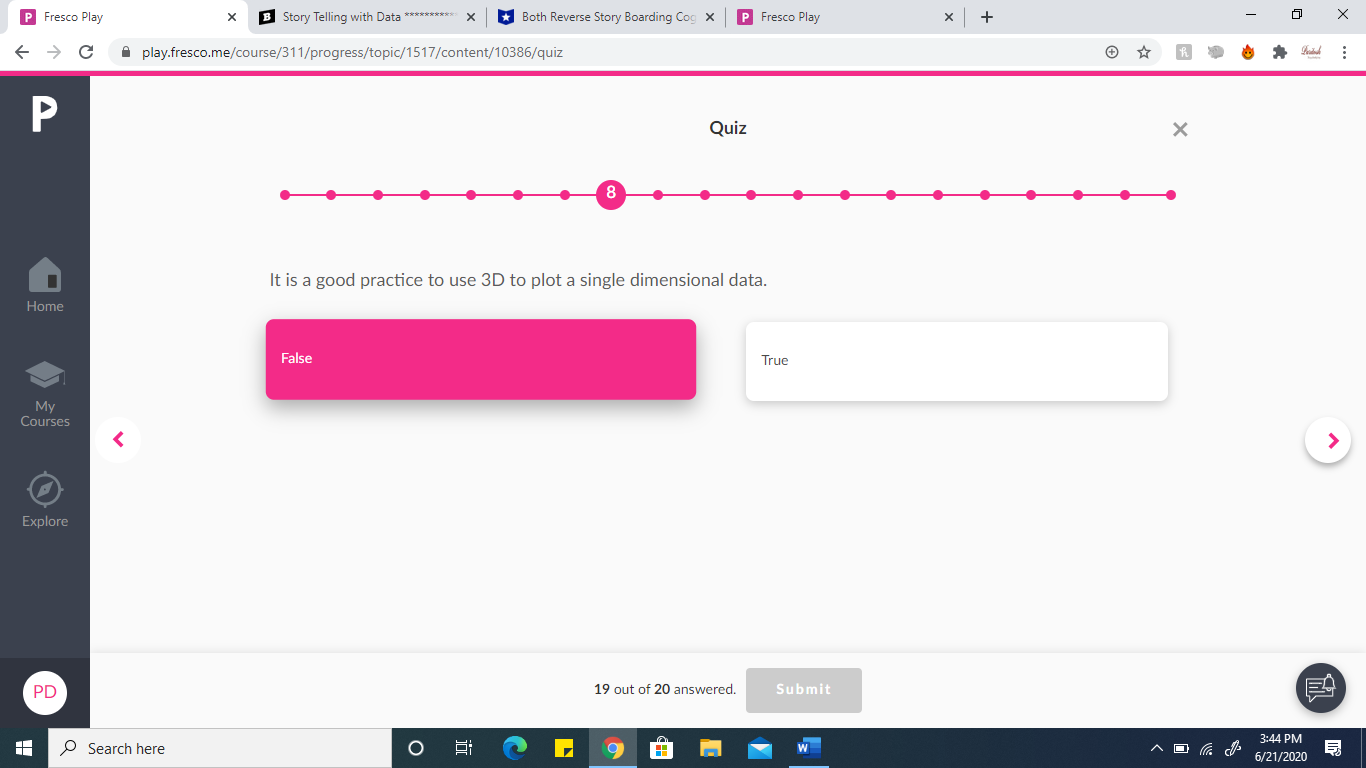 Fresco Play
Story Telling with Data **********
Both Reverse Story Boarding Cog
Fresco Play
play.fresco.me/course/311/progress/topic/1517/content/10386/quiz
Quiz
8
It is a good practice to use 3D to plot a single dimensional data.
False
True
Home
My
Courses
Explore
PD
19 out of 20 answered.
Submit
Search here
3:44 PM
6/21/2020